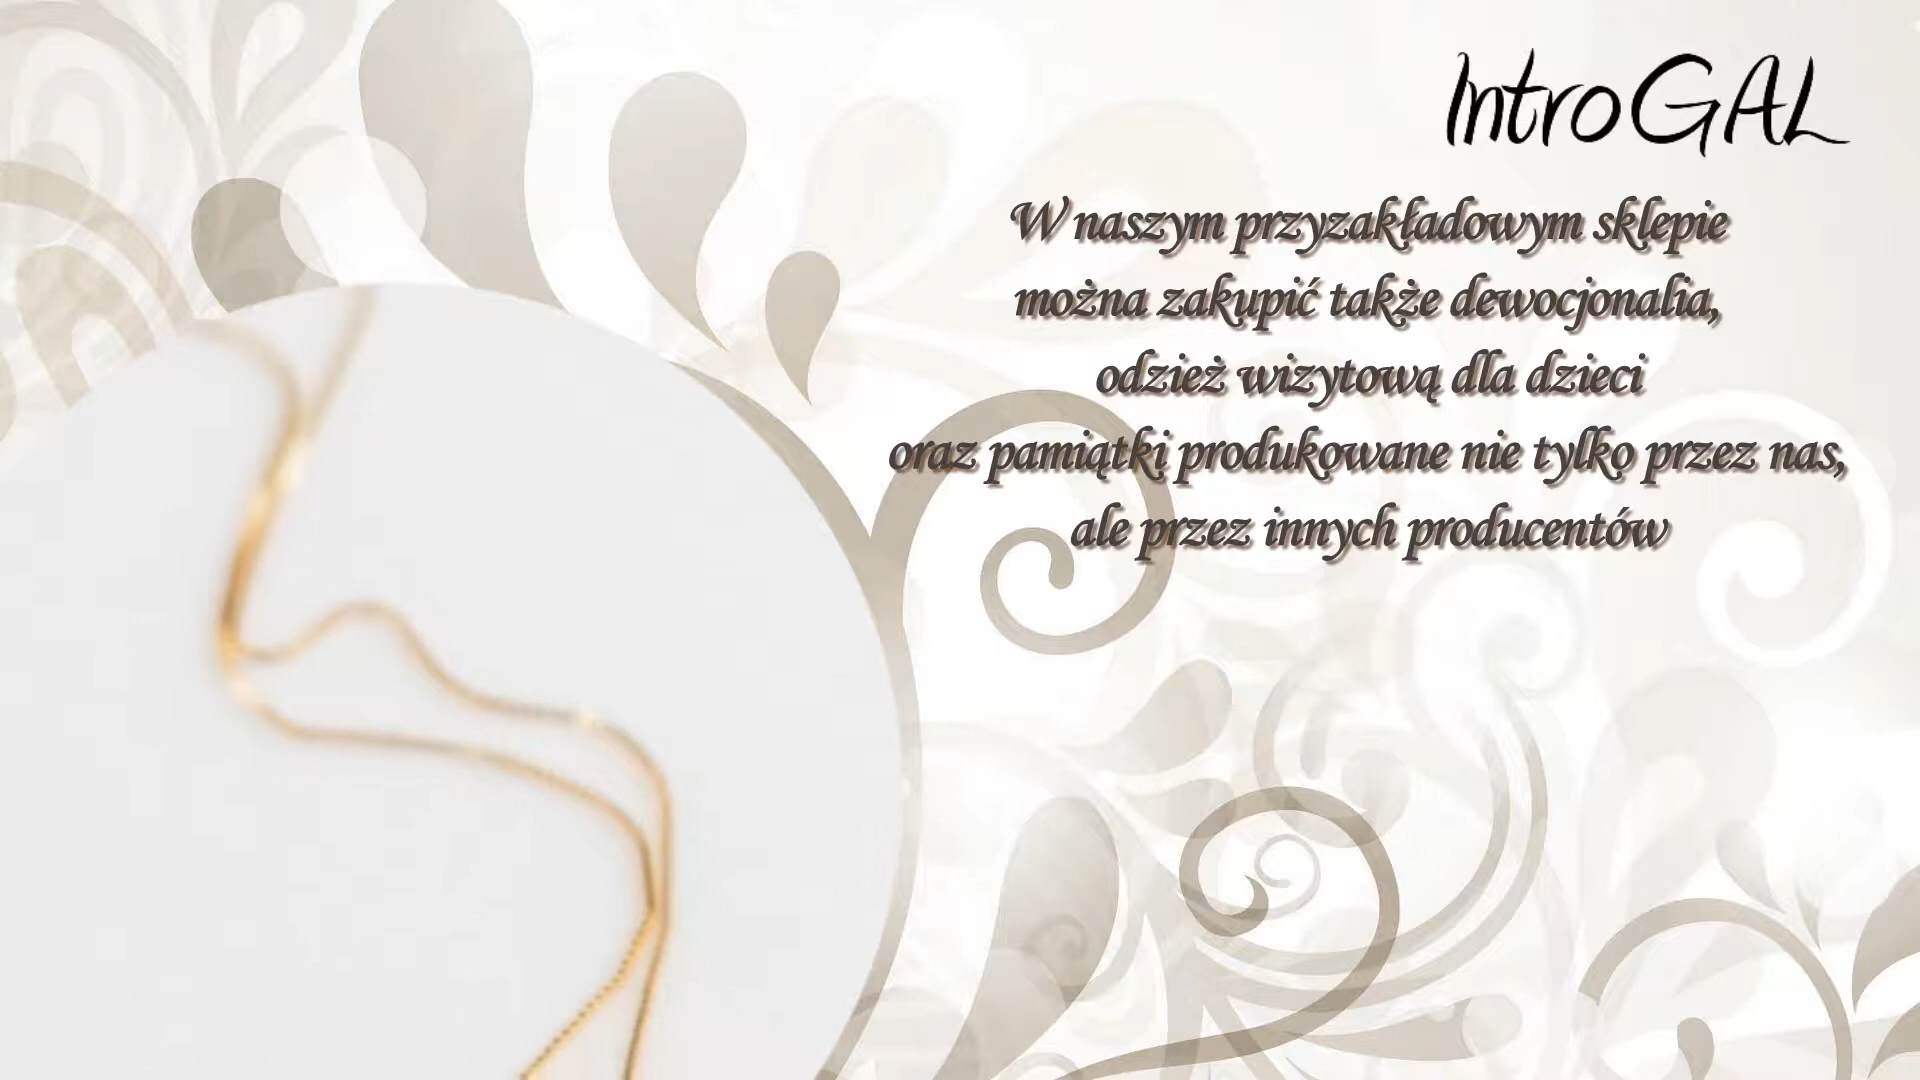 IntroGAL
W naszym przyzakładowym sklepie
można zakupić także dewocjonalia,
odzież wizytową dla dzieci
oraz pamiątki produkowane nie tylko przez nas,
ale przez innych producentów